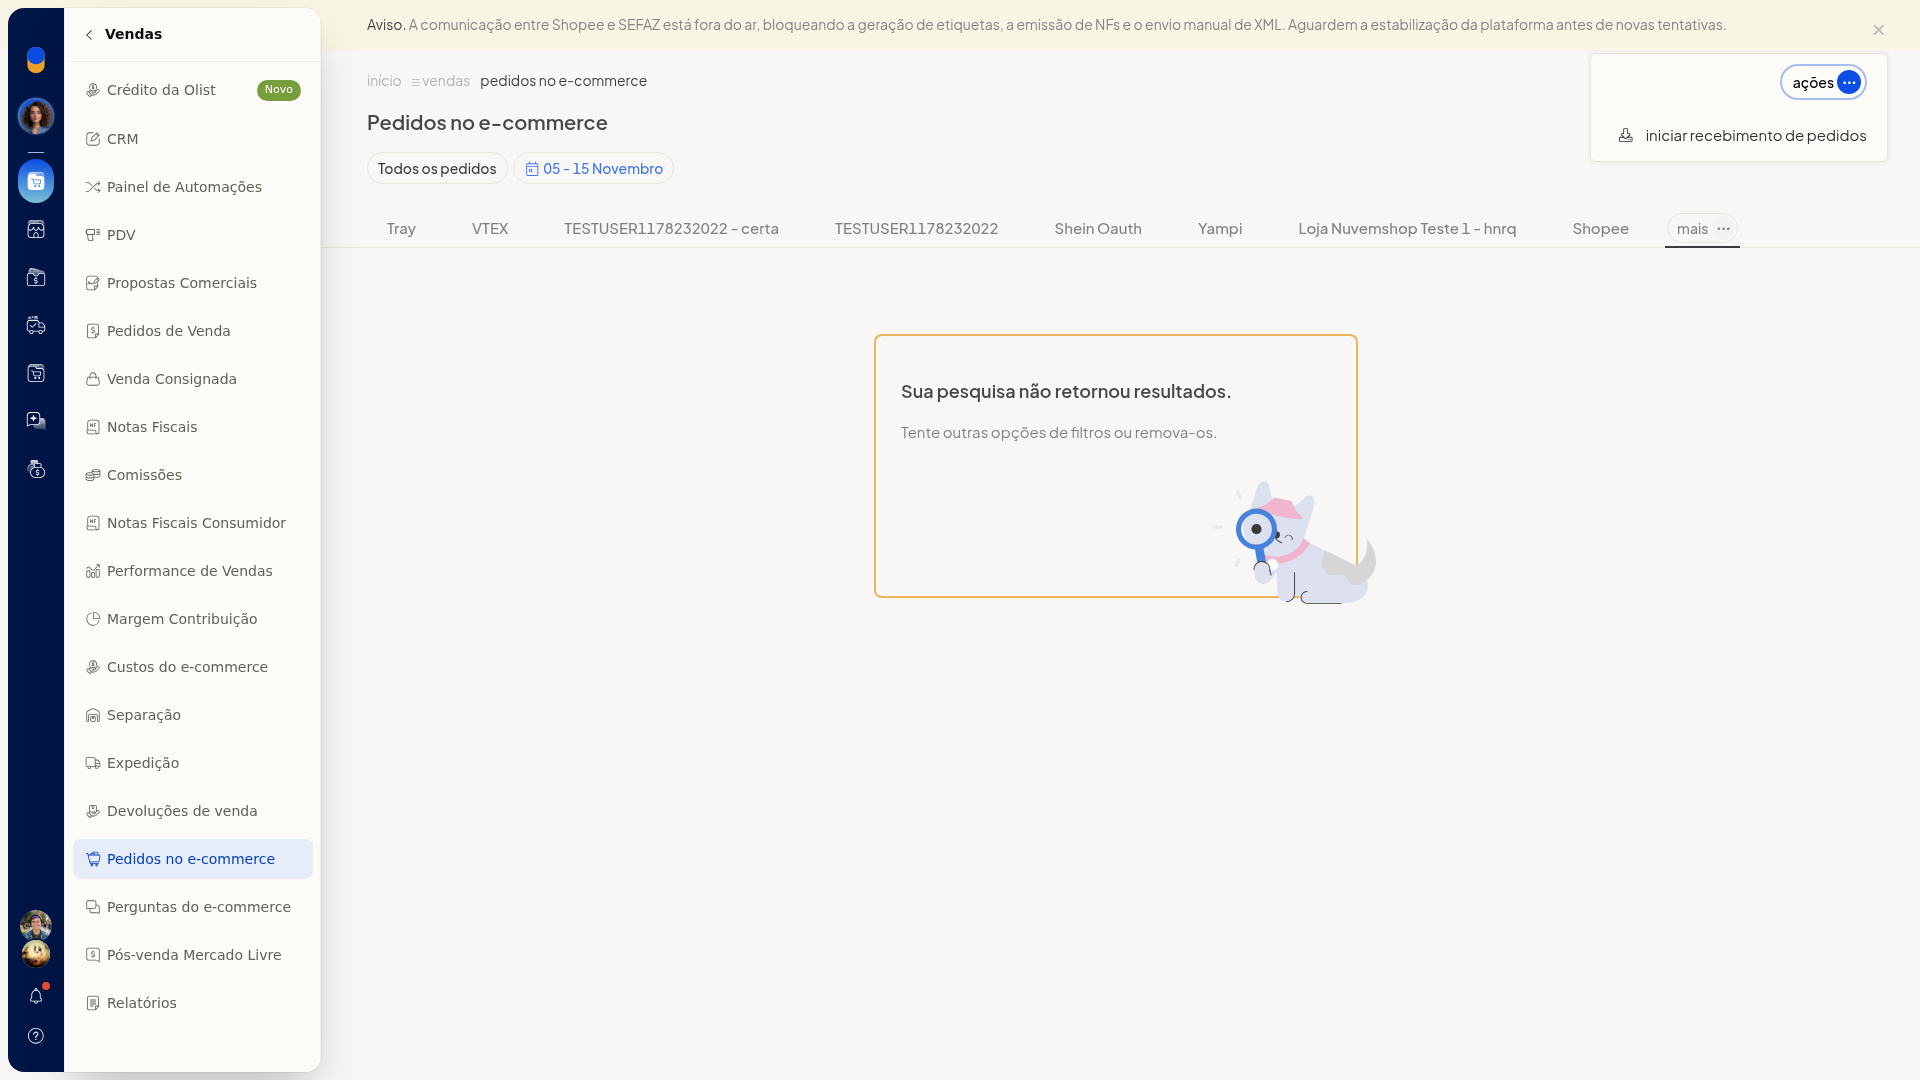 Vendas
Crédito da Olist
Novo
CRM
Painel de Automações
PDV
Propostas Comerciais
Pedidos de Venda
Venda Consignada
Notas Fiscais
Comissões
Notas Fiscais Consumidor
Performance de Vendas
Margem Contribuição
Custos do e-commerce
Separação
Expedição
Devoluções de venda
Pedidos no e-commerce
Perguntas do e-commerce
Pós-venda Mercado Livre
Relatórios
Aviso. A comunicação entre Shopee e SEFAZ está fora do ar, bloqueando a geração de etiquetas, a emissão de NFs e o envio manual de XML. Aguardem a estabilização da plataforma antes de novas tentativas.
início vendas pedidos no e-commerce
ações
iniciar recebimento de pedidos
Pedidos no e-commerce
Todos os pedidos 05 - 15 Novembro
Tray VTEX TESTUSER1178232022 - certa TESTUSER1178232022 Shein Oauth Yampi Loja Nuvemshop Teste 1 - hnrq Shopee mais
Sua pesquisa não retornou resultados.
Tente outras opções de filtros ou remova-os.